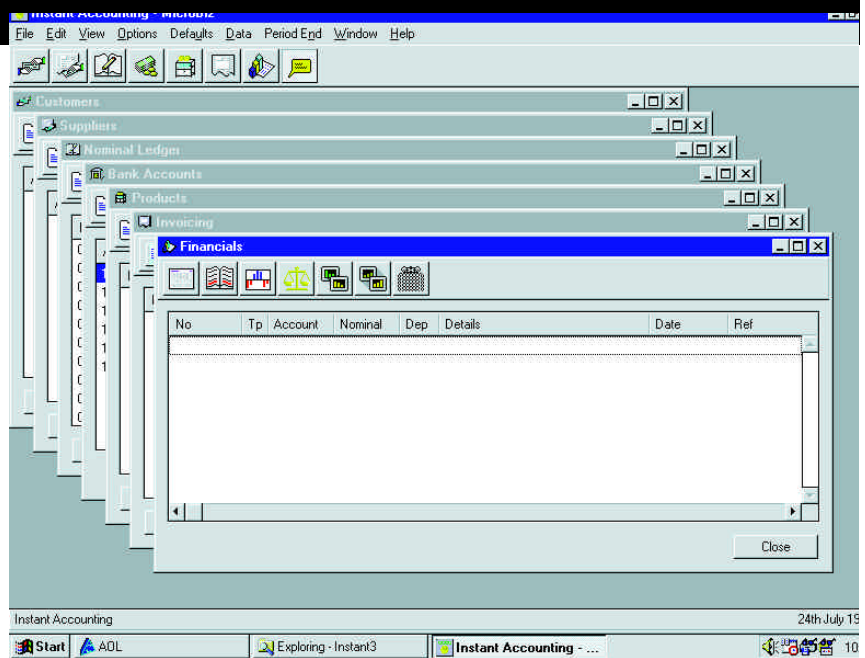 Instant Accounting - Microbiz
File Edit View Options Defaults Data Period End Window Help
Customers
Suppliers
Nominal Ledger
Bank Accounts
Products
Invoicing
Financials
No Tp Account Nominal Dep Details Date Ref
Close
Instant Accounting 24th July 19
Start AOL Exploring - Instant3 Instant Accounting - ... 10